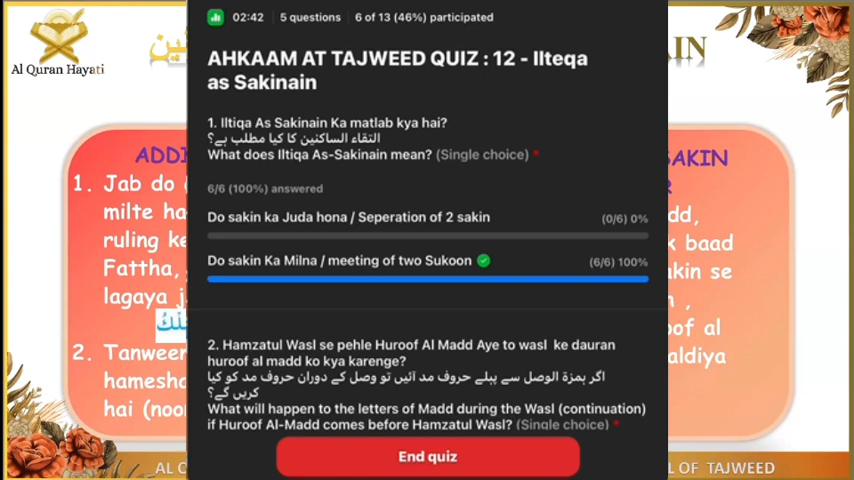 02:42 5 questions 6 of 13 (46%) participated
AHKAAM AT TAJWEED QUIZ : 12 - Ilteqa
as Sakinain
1. Iltiqa As Sakinain Ka matlab kya hai?
التقاء الساکنین کا کیا مطلب ہے؟
What does Iltiqa As-Sakinain mean? (Single choice) *
6/6 (100%) answered
Do sakin ka Juda hona / Seperation of 2 sakin (0/6) 0%
Do sakin Ka Milna / meeting of two Sukoon (6/6) 100%
2. Hamzatul Wasl se pehle Huroof Al Madd Aye to wasl ke dauran
huroof al madd ko kya karenge?
اگر ہمزۃ الوصل سے پہلے حروف مد آئیں تو وصل کے دوران حروف مد کو کیا
کریں گے؟
What will happen to the letters of Madd during the Wasl (continuation)
if Huroof Al-Madd comes before Hamzatul Wasl? (Single choice) *
End quiz
Al Quran Hayati
ADDI
1. Jab do
milte ha
ruling ke
Fattha,
lagaya j
2. Tanween
hamesha
hai (noo
AIN
SAKIN
R
dd,
k baad
akin se
n ,
oof al
aldiya
AL Q
L OF TAJWEED